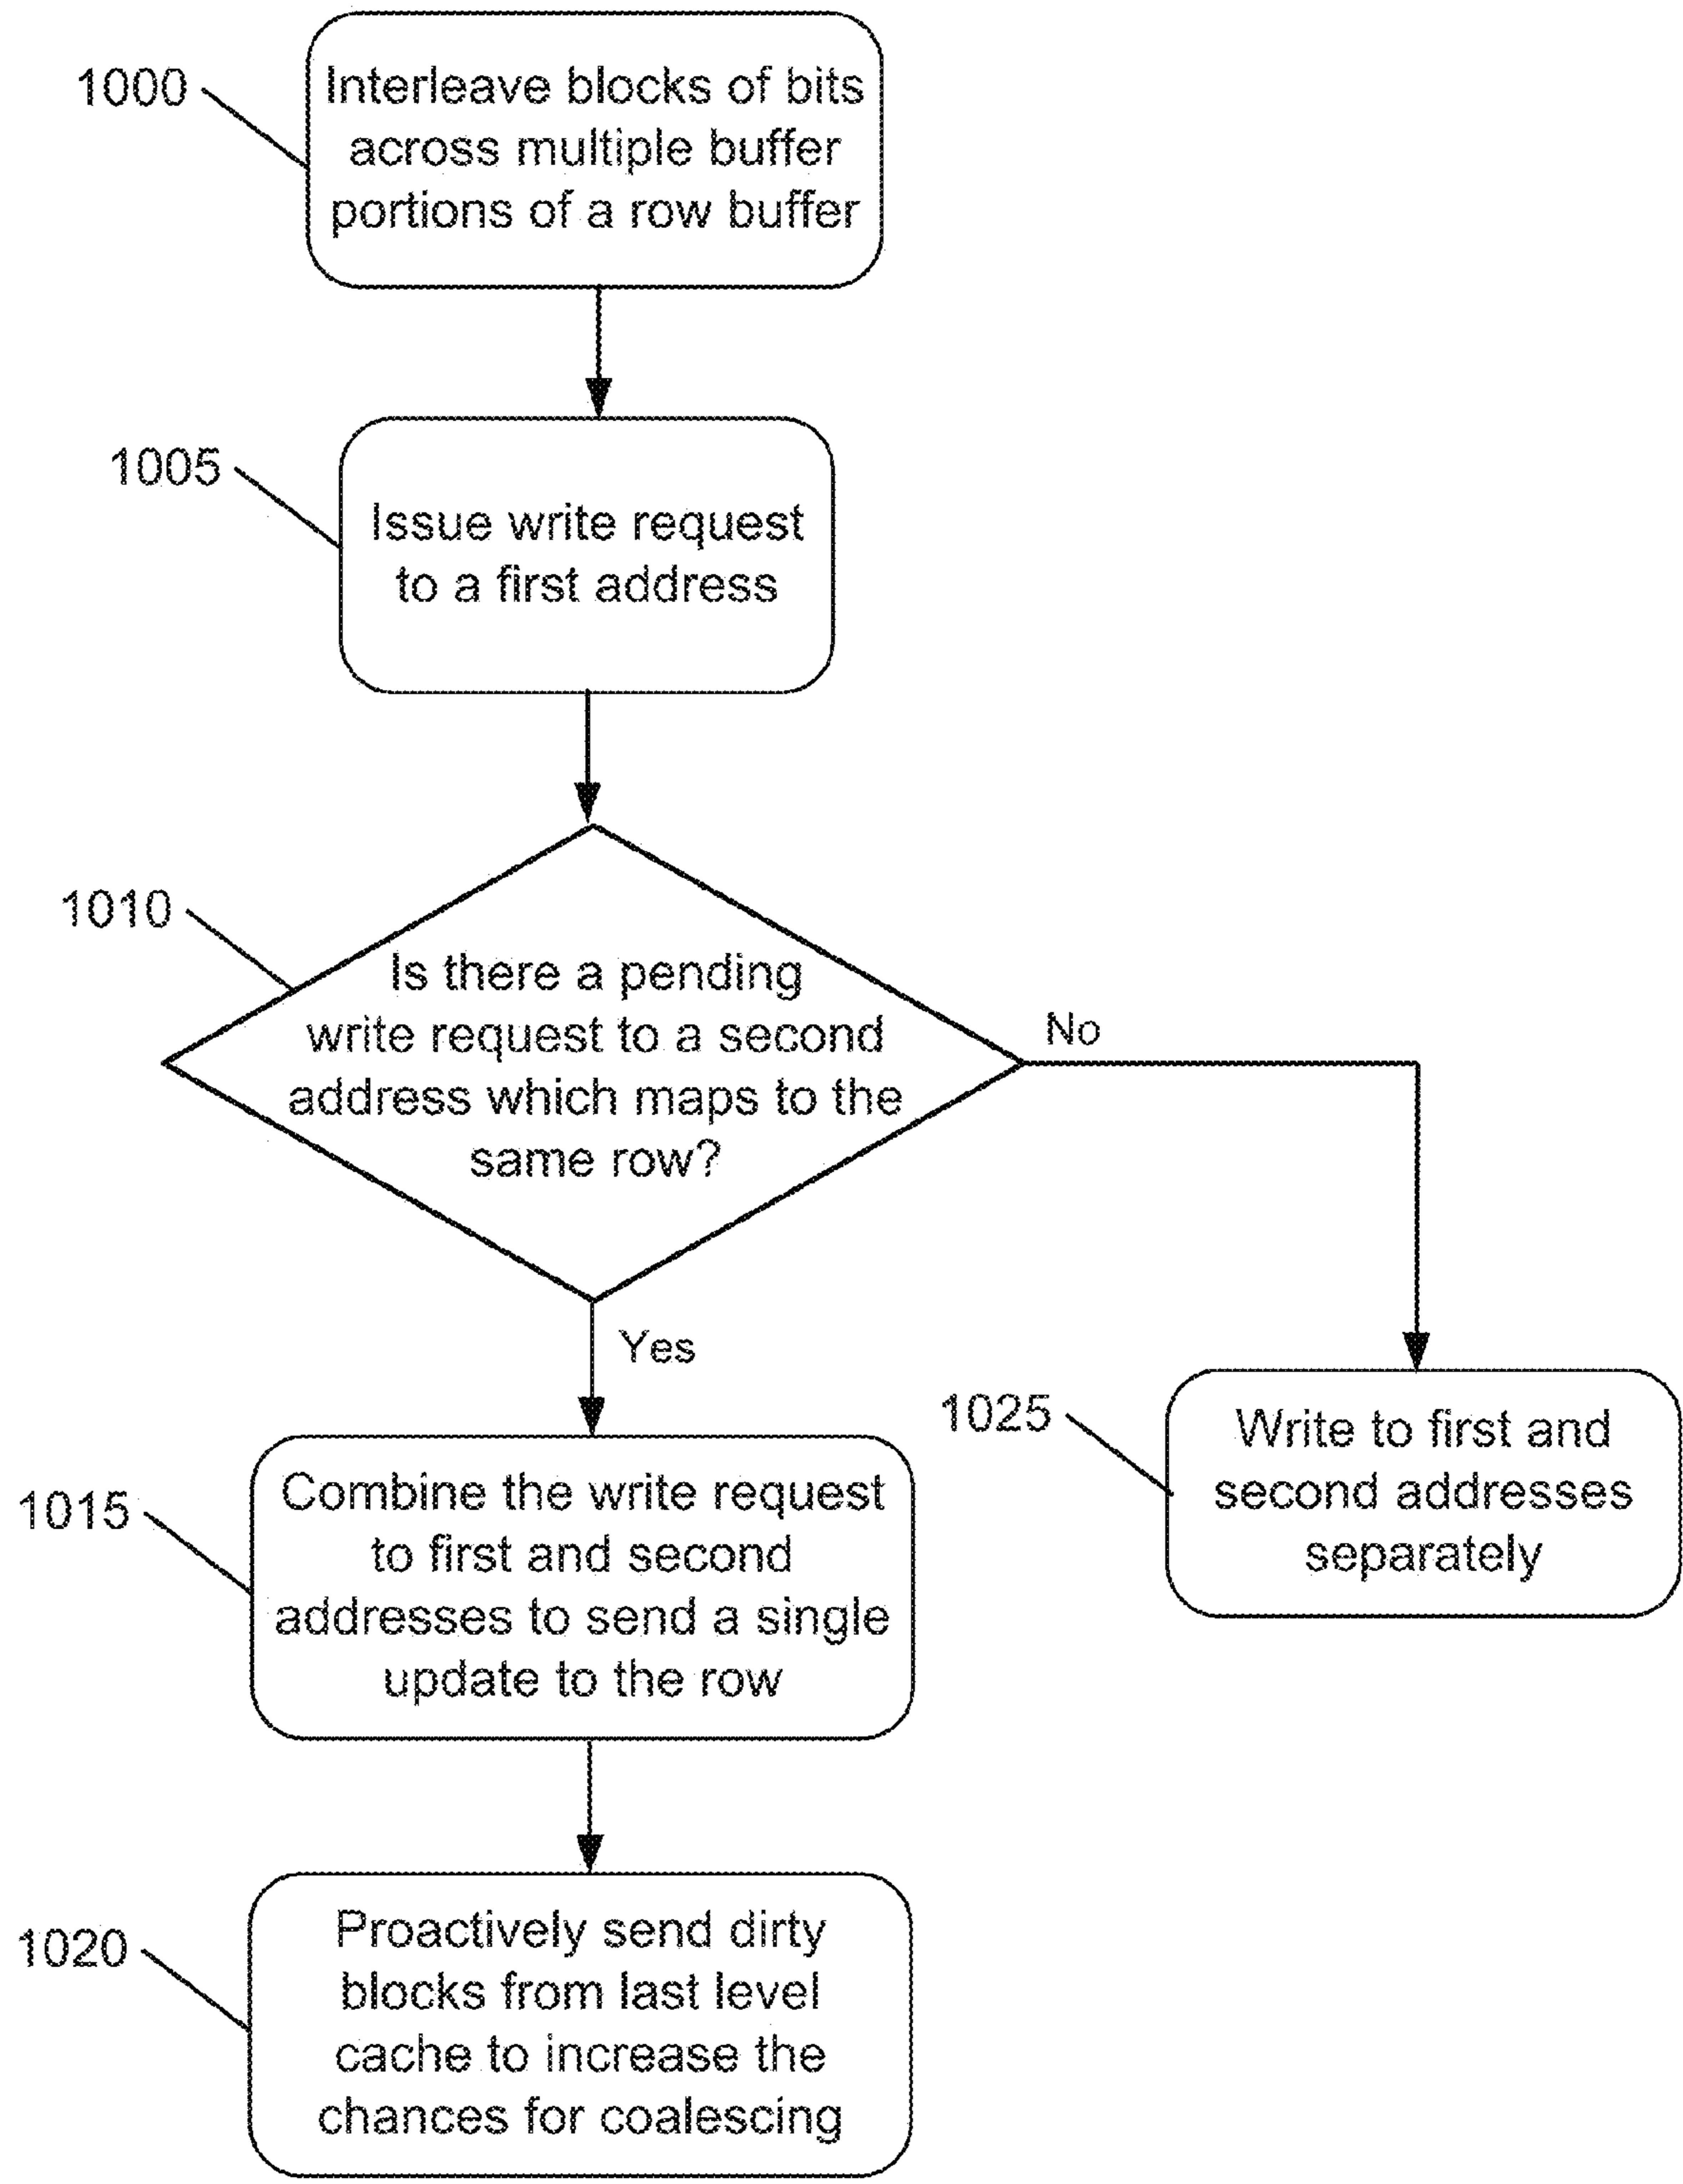 1000
Interleave blocks of bits
across multiple buffer
portions of a row buffer
1005
Issue write request
to a first address
1010
Is there a pending
write request to a second
address which maps to the
same row?
No
Yes
1015
Combine the write request
to first and second
addresses to send a single
update to the row
1025
Write to first and
second addresses
separately
1020
Proactively send dirty
blocks from last level
cache to increase the
chances for coalescing